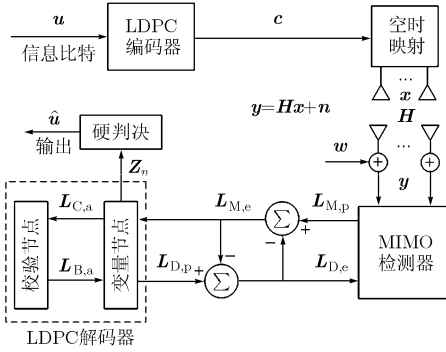 u
信息比特
LDPC
编码器
c
空时
映射
...
x
H
y=Hx+n
û
输出
硬判决
Z_n
w
+
...
+
y
L_C,a
L_M,e
Σ
+
−
L_M,p
校验节点
变量节点
L_B,a
L_D,p
+
−
Σ
L_D,e
MIMO
检测器
LDPC解码器